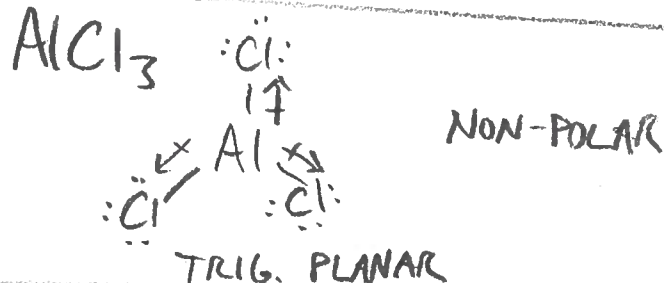 AlCl₃
:Cl:
Al
NON-POLAR
:Cl
:Cl:
TRIG. PLANAR